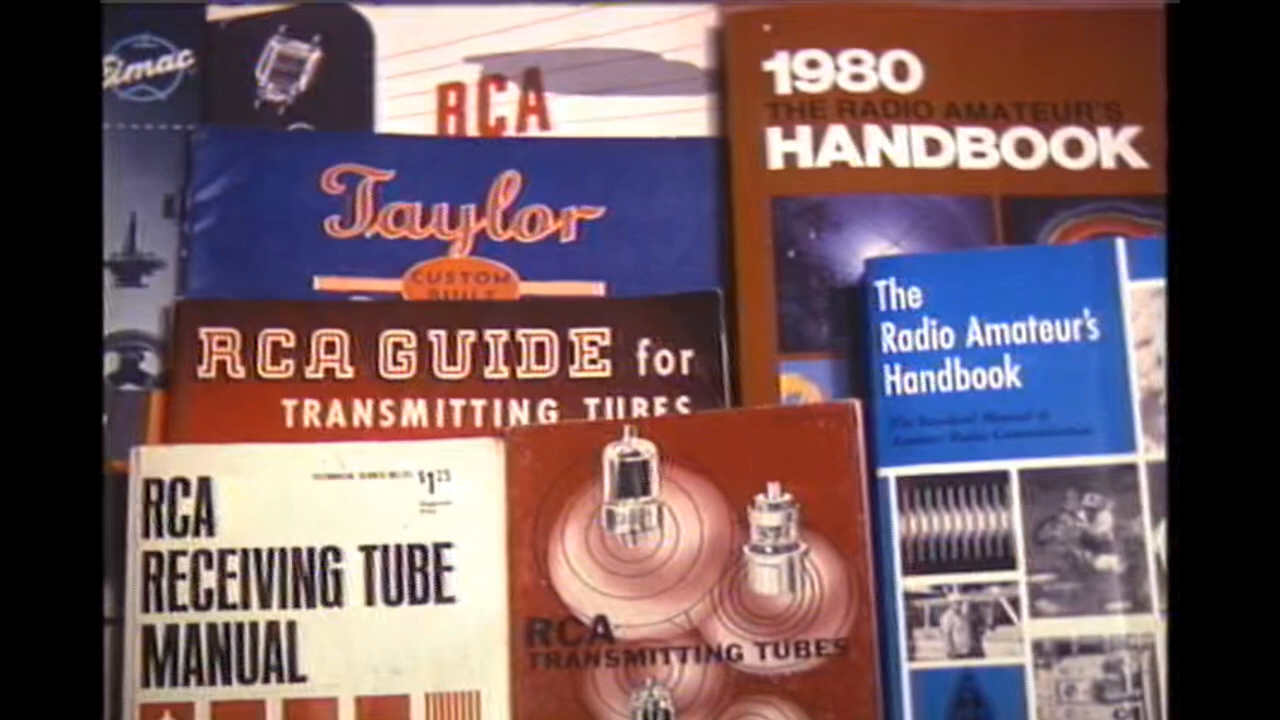 Eimac
RCA
Taylor
CUSTOM
BUILT
1980
THE RADIO AMATEUR'S
HANDBOOK
RCA GUIDE for
TRANSMITTING TUBES
The
Radio Amateur's
Handbook
RCA
RECEIVING TUBE
MANUAL
$1.25
RCA
TRANSMITTING TUBES